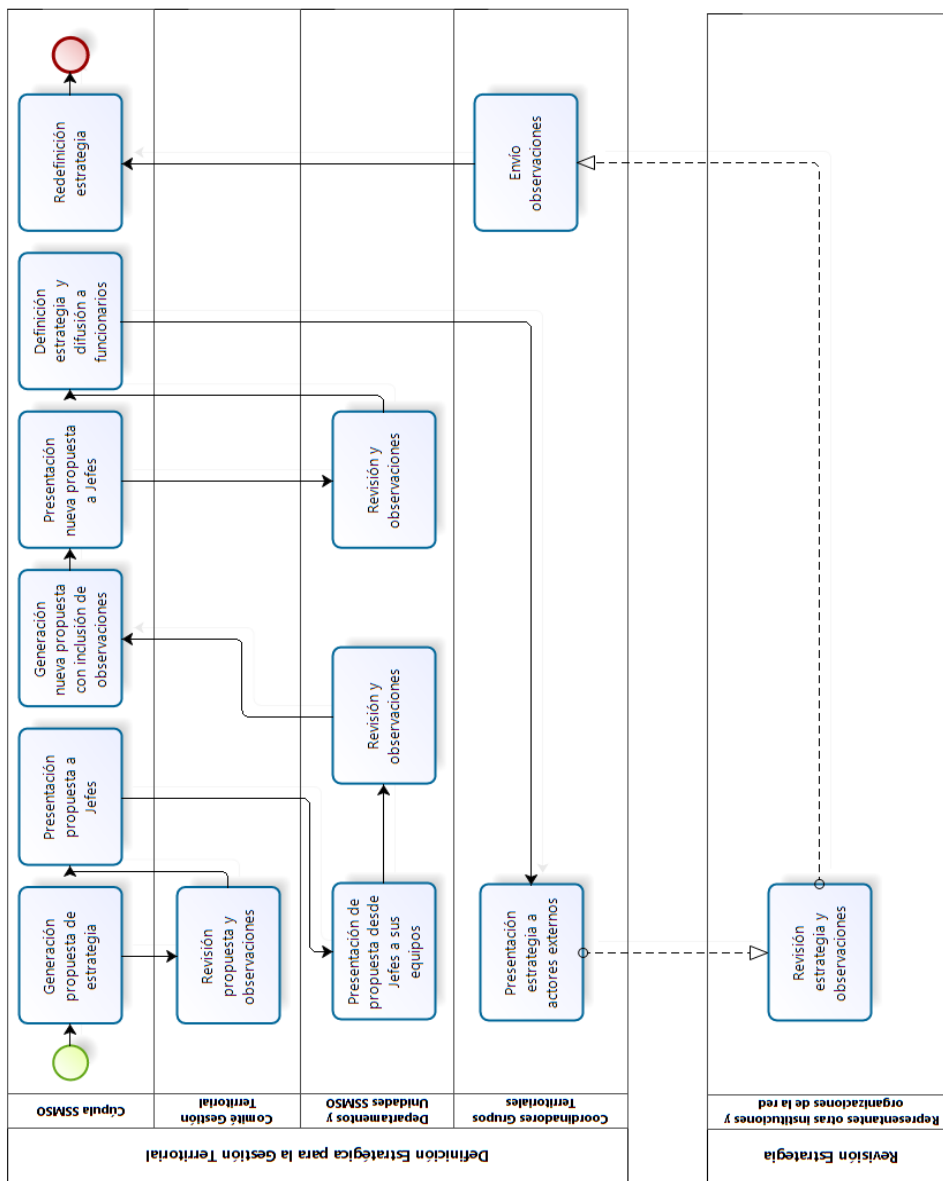 Definición Estratégica para la Gestión Territorial
Cúpula SSMSO
Generación
propuesta de
estrategia
Presentación
propuesta a
Jefes
Generación
nueva propuesta
con inclusión de
observaciones
Presentación
nueva propuesta
a Jefes
Definición
estrategia y
difusión a
funcionarios
Redefinición
estrategia
Comité Gestión
Territorial
Revisión
propuesta y
observaciones
Departamentos y
Unidades SSMSO
Presentación de
propuesta desde
Jefes a sus
equipos
Revisión y
observaciones
Revisión y
observaciones
Coordinadores Grupos
Territoriales
Presentación
estrategia a
actores externos
Envío
observaciones
Revisión Estrategia
Representantes otras instituciones y
organizaciones de la red
Revisión
estrategia y
observaciones